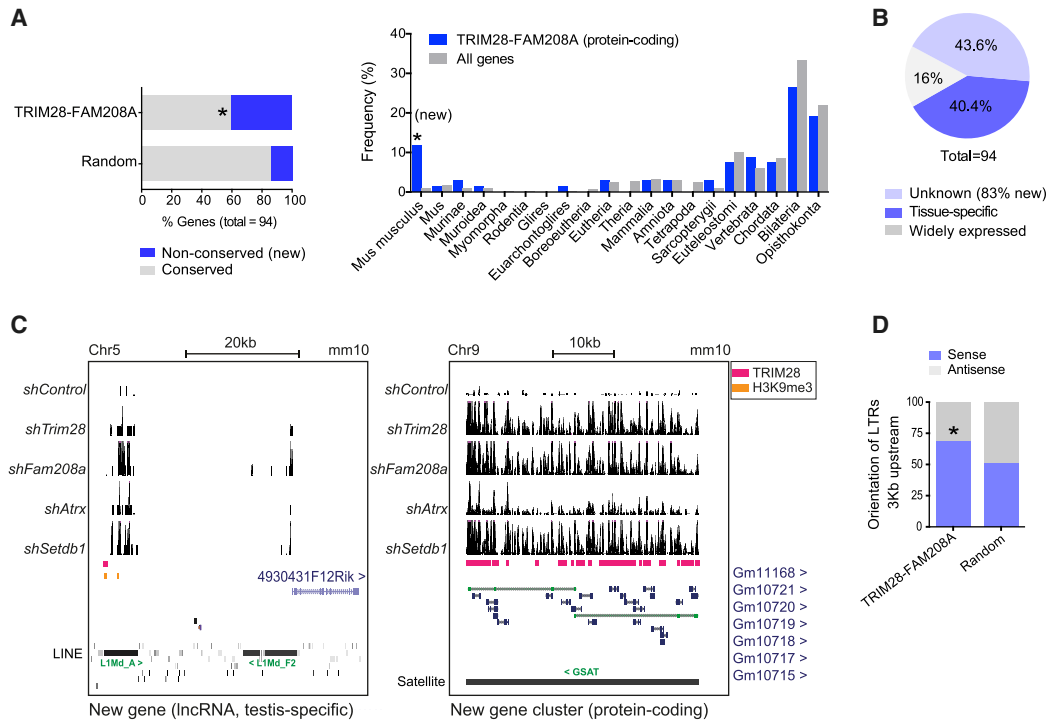 A
TRIM28-FAM208A
*
Random
0 20 40 60 80 100
% Genes (total = 94)
Non-conserved (new)
Conserved
Frequency (%)
40
30
20
10
0
TRIM28-FAM208A (protein-coding)
All genes
(new)
*
Mus musculus
Mus
Murinae
Muroidea
Myomorpha
Rodentia
Glires
Euarchontoglires
Boreoeutheria
Eutheria
Theria
Mammalia
Amniota
Tetrapoda
Sarcopterygii
Euteleostomi
Vertebrata
Chordata
Bilateria
Opisthokonta
B
43.6%
16%
40.4%
Total=94
Unknown (83% new)
Tissue-specific
Widely expressed
C
Chr5 20kb mm10
shControl
shTrim28
shFam208a
shAtrx
shSetdb1
4930431F12Rik >
LINE
L1Md_A > < L1Md_F2
New gene (lncRNA, testis-specific)
Chr9 10kb mm10
TRIM28
H3K9me3
shControl
shTrim28
shFam208a
shAtrx
shSetdb1
Gm11168 >
Gm10721 >
Gm10720 >
Gm10719 >
Gm10718 >
Gm10717 >
Gm10715 >
< GSAT
Satellite
New gene cluster (protein-coding)
D
Sense
Antisense
Orientation of LTRs
3Kb upstream
100
75
50
25
0
*
TRIM28-FAM208A
Random